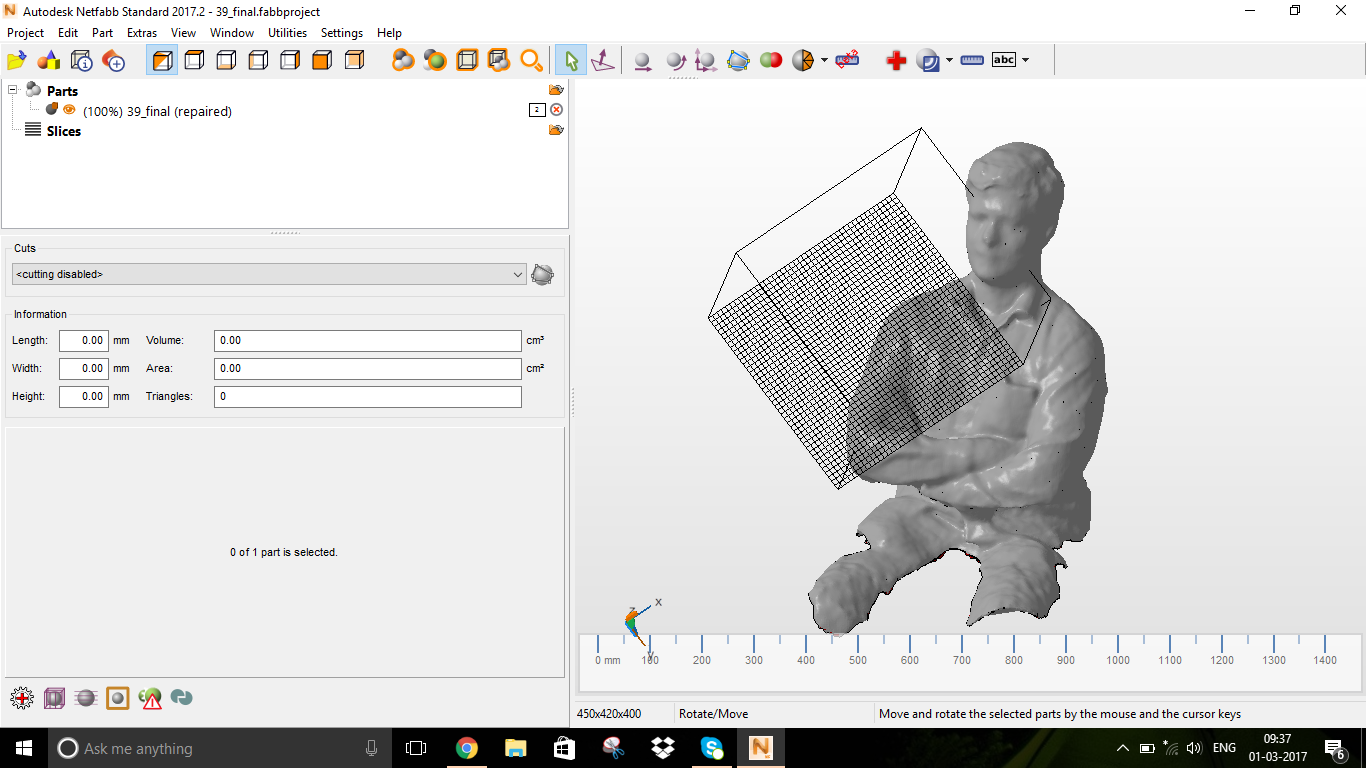 Autodesk Netfabb Standard 2017.2 - 39_final.fabbproject
Project Edit Part Extras View Window Utilities Settings Help
abc
Parts
(100%) 39_final (repaired)
2
Slices
Cuts
<cutting disabled>
Information
Length: 0.00 mm Volume: 0.00 cm³
Width: 0.00 mm Area: 0.00 cm²
Height: 0.00 mm Triangles: 0
0 of 1 part is selected.
z x
y
0 mm 100 200 300 400 500 600 700 800 900 1000 1100 1200 1300 1400
450x420x400 Rotate/Move Move and rotate the selected parts by the mouse and the cursor keys
Ask me anything
ENG
09:37
01-03-2017
6